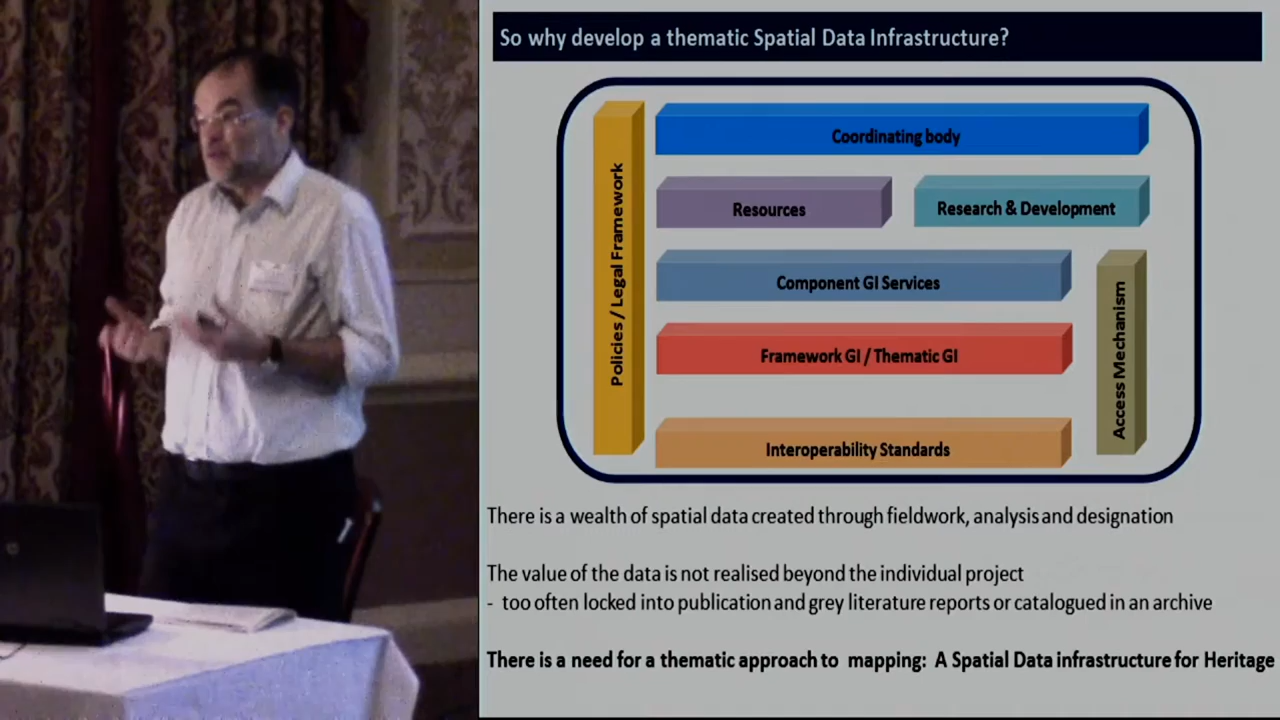 So why develop a thematic Spatial Data Infrastructure?
Policies / Legal Framework
Coordinating body
Resources
Research & Development
Component GI Services
Framework GI / Thematic GI
Access Mechanism
Interoperability Standards
There is a wealth of spatial data created through fieldwork, analysis and designation
The value of the data is not realised beyond the individual project
- too often locked into publication and grey literature reports or catalogued in an archive
There is a need for a thematic approach to mapping: A Spatial Data infrastructure for Heritage